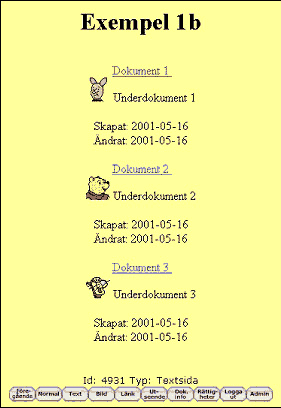 Exempel 1b
Dokument 1
Underdokument 1
Skapat: 2001-05-16
Ändrat: 2001-05-16
Dokument 2
Underdokument 2
Skapat: 2001-05-16
Ändrat: 2001-05-16
Dokument 3
Underdokument 3
Skapat: 2001-05-16
Ändrat: 2001-05-16
Id: 4931 Typ: Textsida
Före-
gående
Normal
Text
Bild
Länk
Ut-
seende
Dok.
info
Rättig-
heter
Logga
ut
Admin